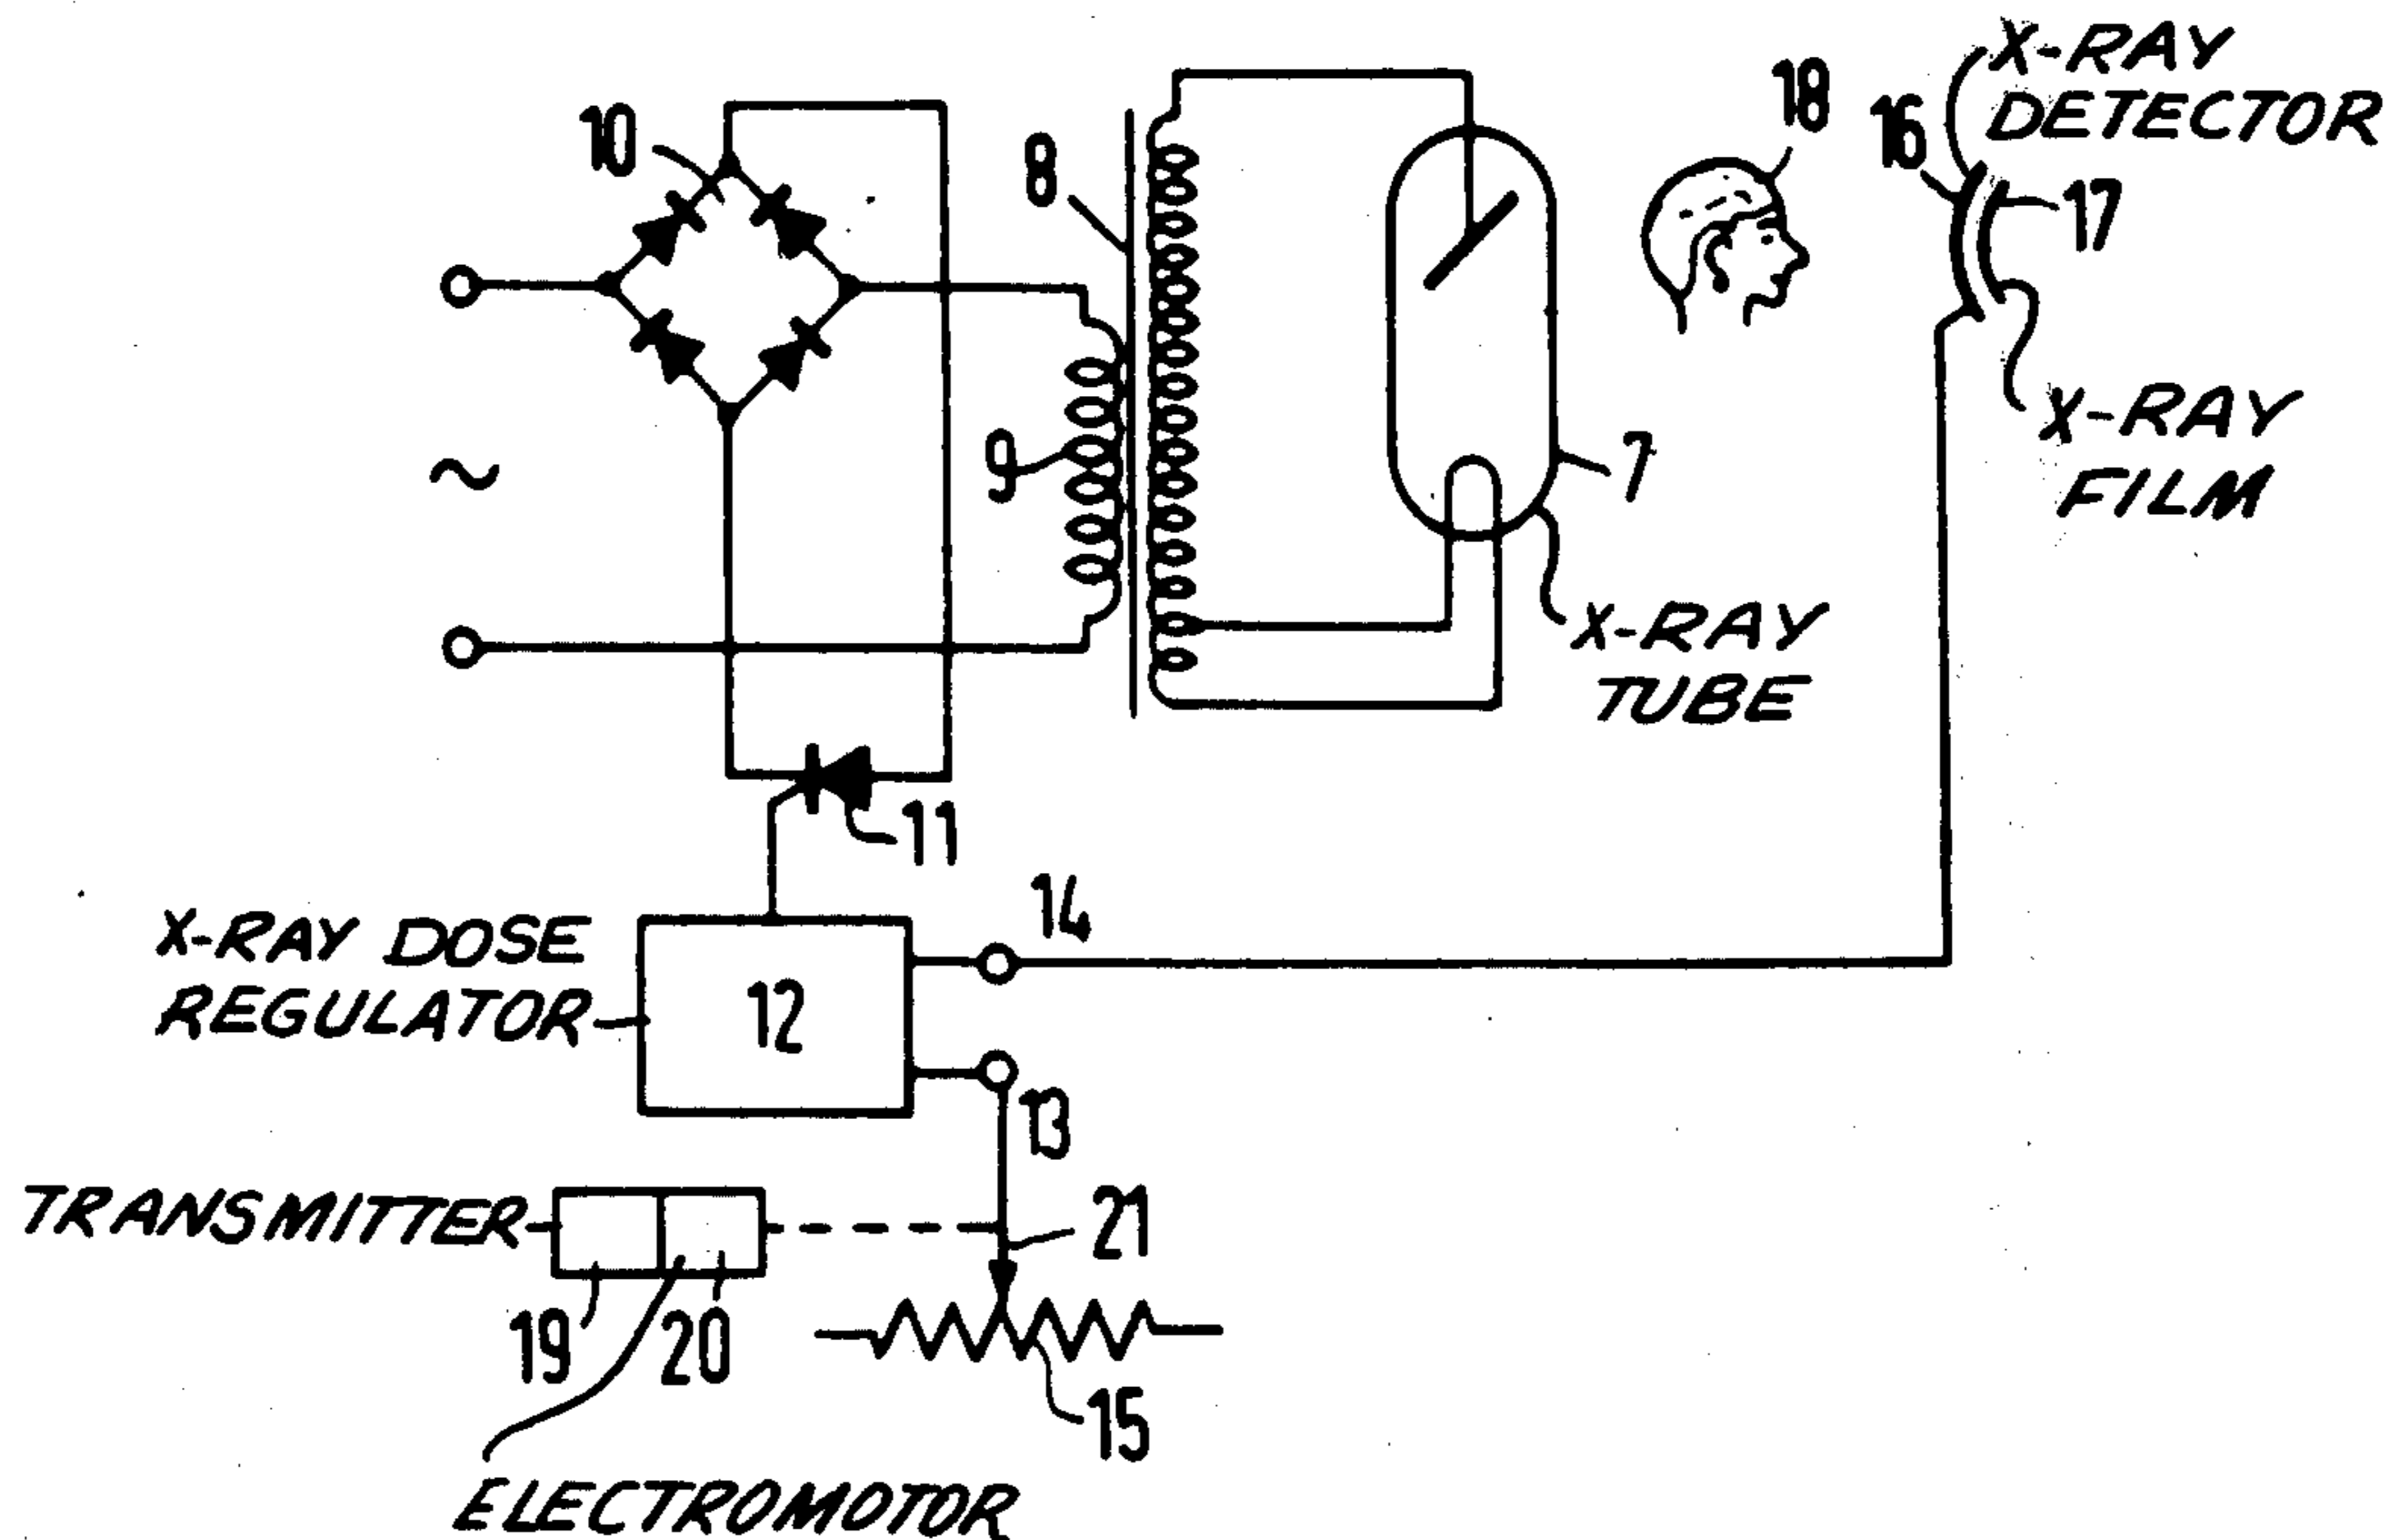 X-RAY
DETECTOR
18
16
10
8
17
X-RAY
FILM
9
7
~
X-RAY
TUBE
11
14
X-RAY DOSE
REGULATOR
12
13
TRANSMITTER
21
19
20
15
ELECTROMOTOR